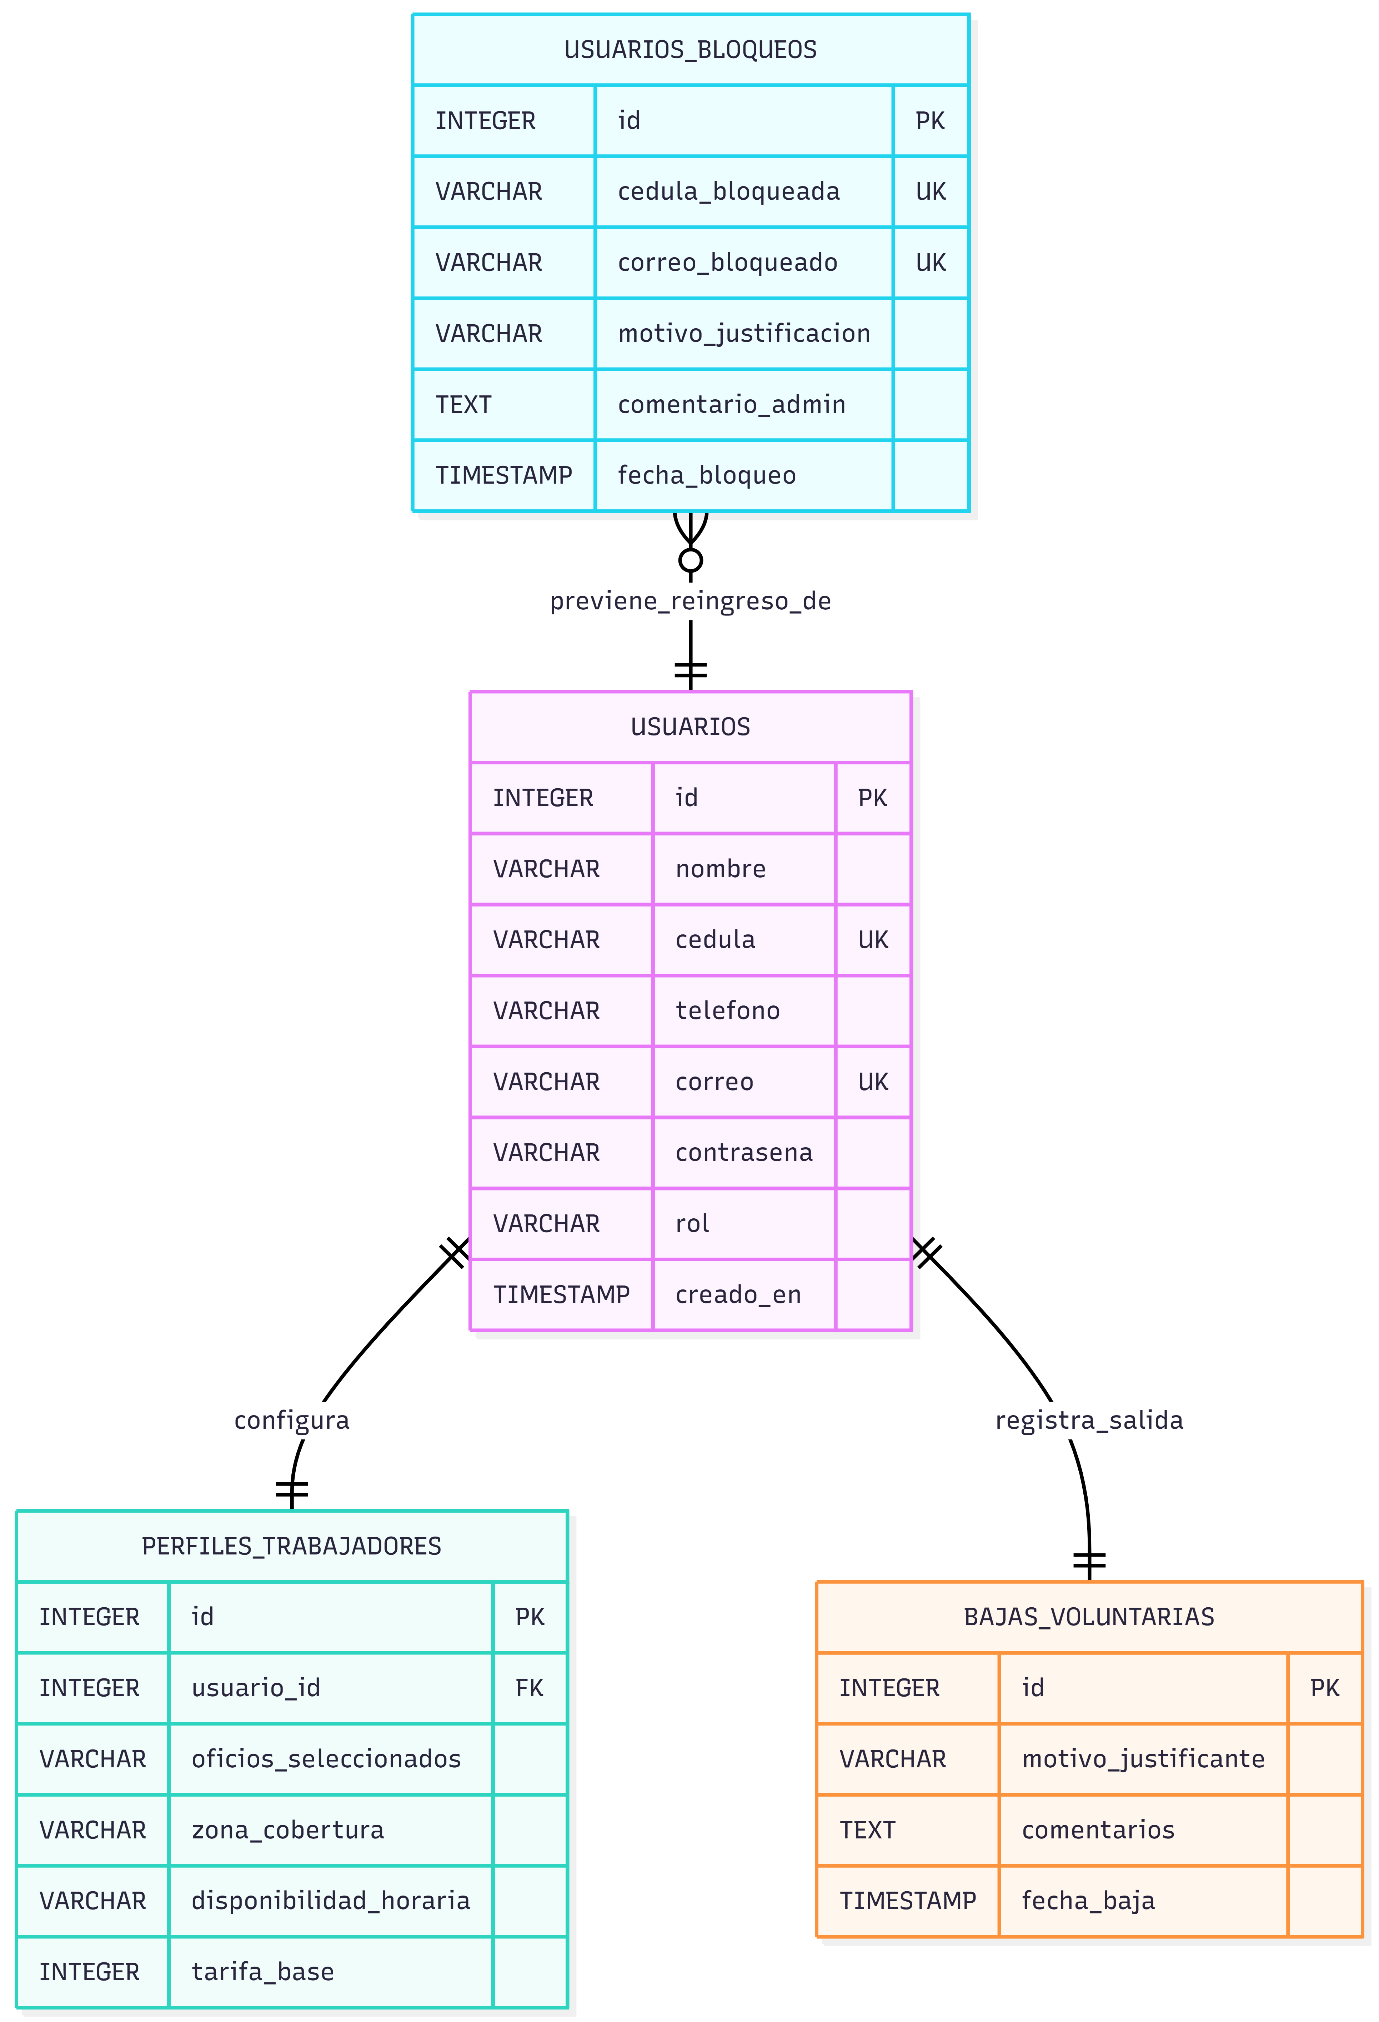 USUARIOS_BLOQUEOS
INTEGER id PK
VARCHAR cedula_bloqueada UK
VARCHAR correo_bloqueado UK
VARCHAR motivo_justificacion
TEXT comentario_admin
TIMESTAMP fecha_bloqueo
previene_reingreso_de
USUARIOS
INTEGER id PK
VARCHAR nombre
VARCHAR cedula UK
VARCHAR telefono
VARCHAR correo UK
VARCHAR contrasena
VARCHAR rol
TIMESTAMP creado_en
configura
registra_salida
PERFILES_TRABAJADORES
INTEGER id PK
INTEGER usuario_id FK
VARCHAR oficios_seleccionados
VARCHAR zona_cobertura
VARCHAR disponibilidad_horaria
INTEGER tarifa_base
BAJAS_VOLUNTARIAS
INTEGER id PK
VARCHAR motivo_justificante
TEXT comentarios
TIMESTAMP fecha_baja